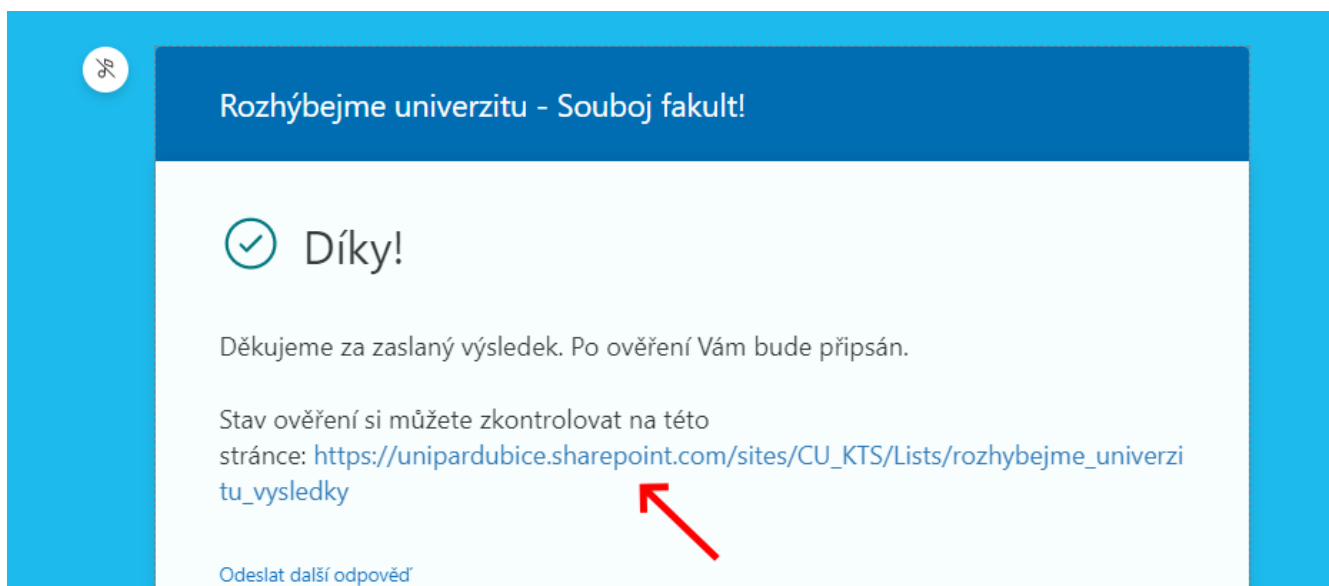 Rozhýbejme univerzitu - Souboj fakult!
Díky!
Děkujeme za zaslaný výsledek. Po ověření Vám bude připsán.
Stav ověření si můžete zkontrolovat na této
stránce: https://unipardubice.sharepoint.com/sites/CU_KTS/Lists/rozhybejme_univerzi
tu_vysledky
Odeslat další odpověď